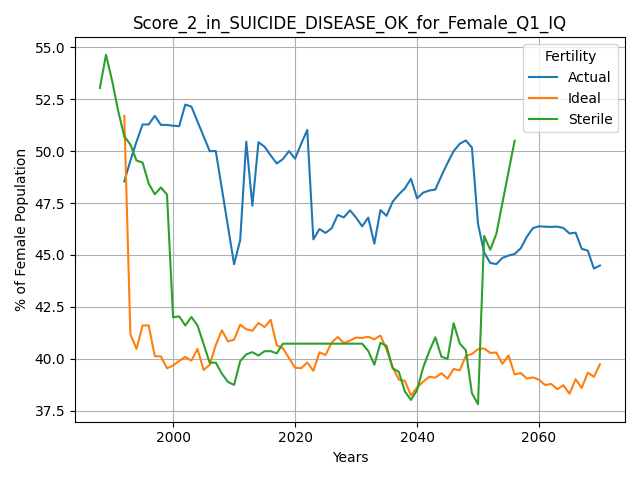 Score_2_in_SUICIDE_DISEASE_OK_for_Female_Q1_IQ
% of Female Population
55.0
52.5
50.0
47.5
45.0
42.5
40.0
37.5
Fertility
Actual
Ideal
Sterile
2000
2020
2040
2060
Years